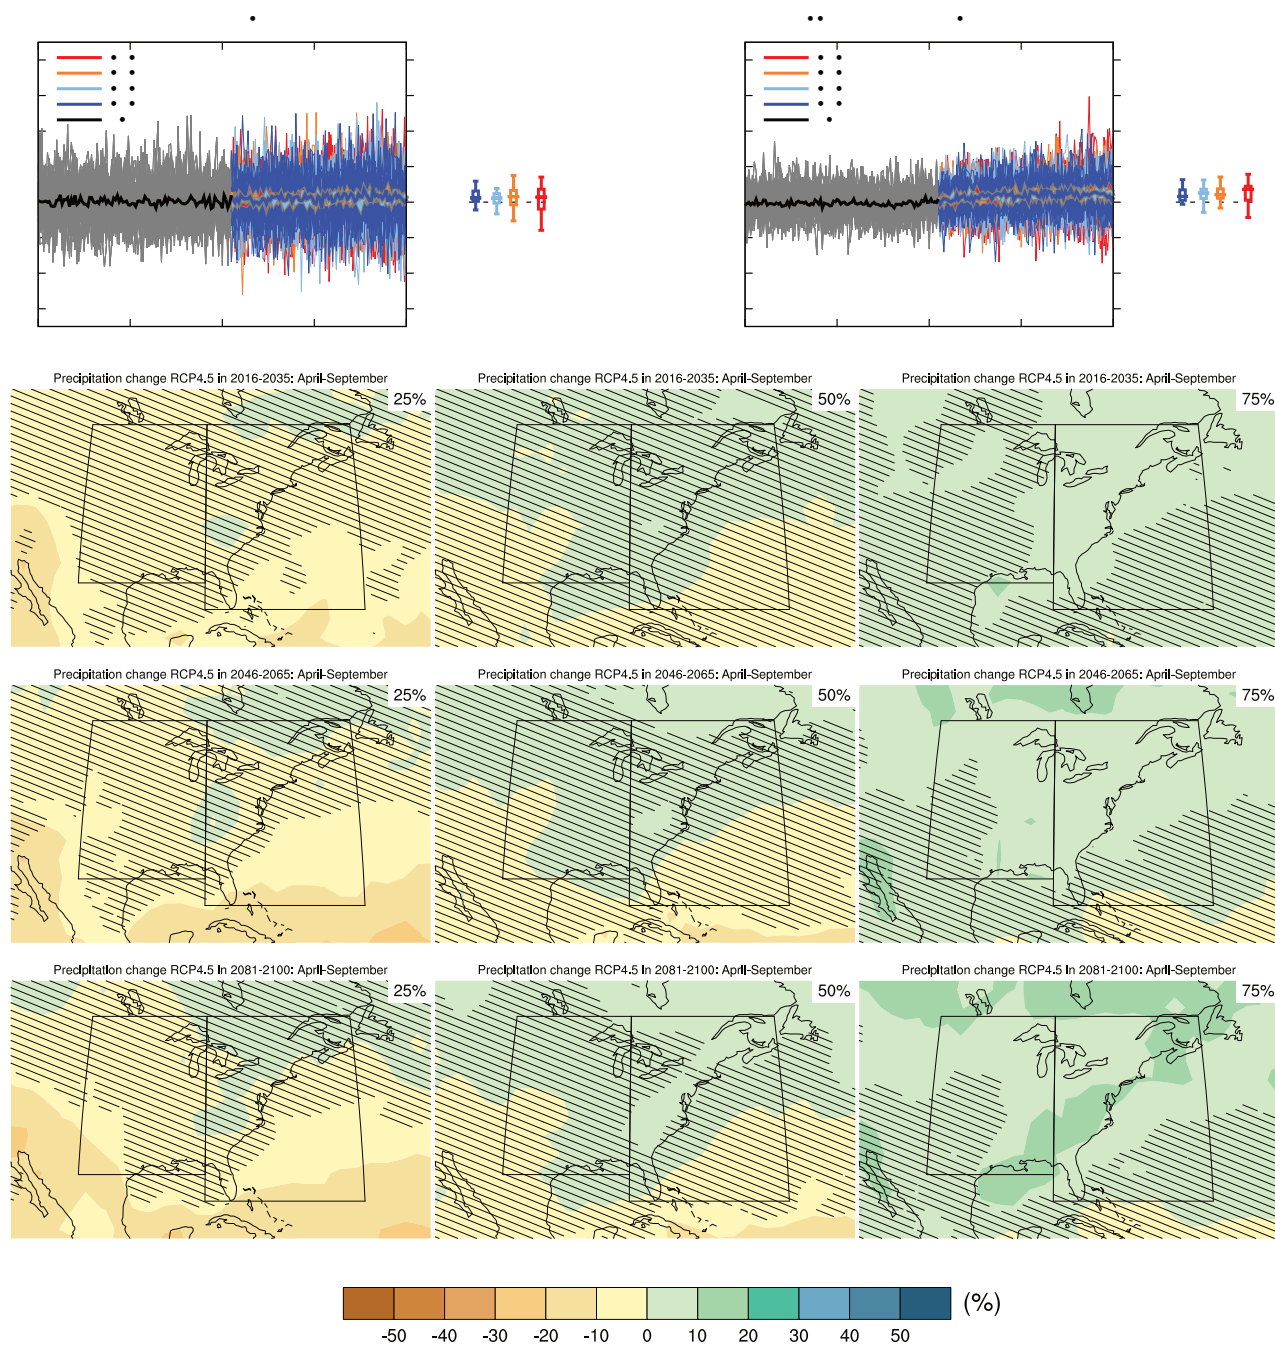 Precipitation change RCP4.5 in 2016-2035: April-September
25%
Precipitation change RCP4.5 in 2016-2035: April-September
50%
Precipitation change RCP4.5 in 2016-2035: April-September
75%
Precipitation change RCP4.5 in 2046-2065: April-September
25%
Precipitation change RCP4.5 in 2046-2065: April-September
50%
Precipitation change RCP4.5 in 2046-2065: April-September
75%
Precipitation change RCP4.5 in 2081-2100: April-September
25%
Precipitation change RCP4.5 in 2081-2100: April-September
50%
Precipitation change RCP4.5 in 2081-2100: April-September
75%
(%)
-50 -40 -30 -20 -10 0 10 20 30 40 50